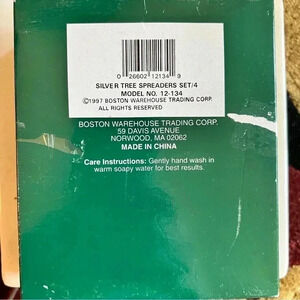 0 26602 12134 9
SILVER TREE SPREADERS SET/4
MODEL NO. 12-134
©1997 BOSTON WAREHOUSE TRADING CORP.
ALL RIGHTS RESERVED
BOSTON WAREHOUSE TRADING CORP.
59 DAVIS AVENUE
NORWOOD, MA 02062
MADE IN CHINA
Care Instructions: Gently hand wash in
warm soapy water for best results.